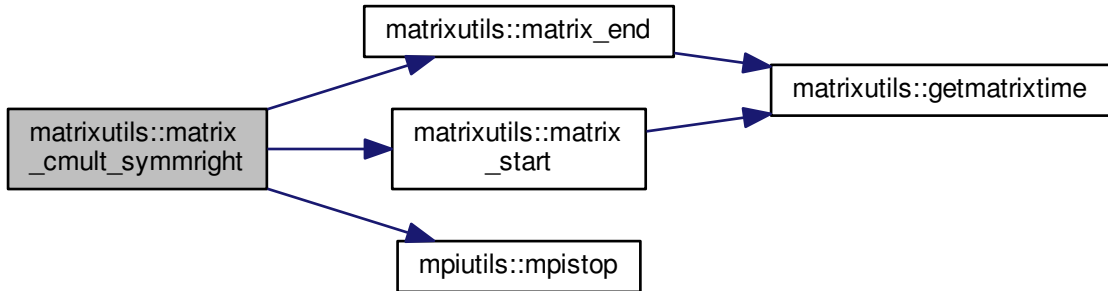 matrixutils::matrix_end
matrixutils::getmatrixtime
matrixutils::matrix
_cmult_symmright
matrixutils::matrix
_start
mpiutils::mpistop